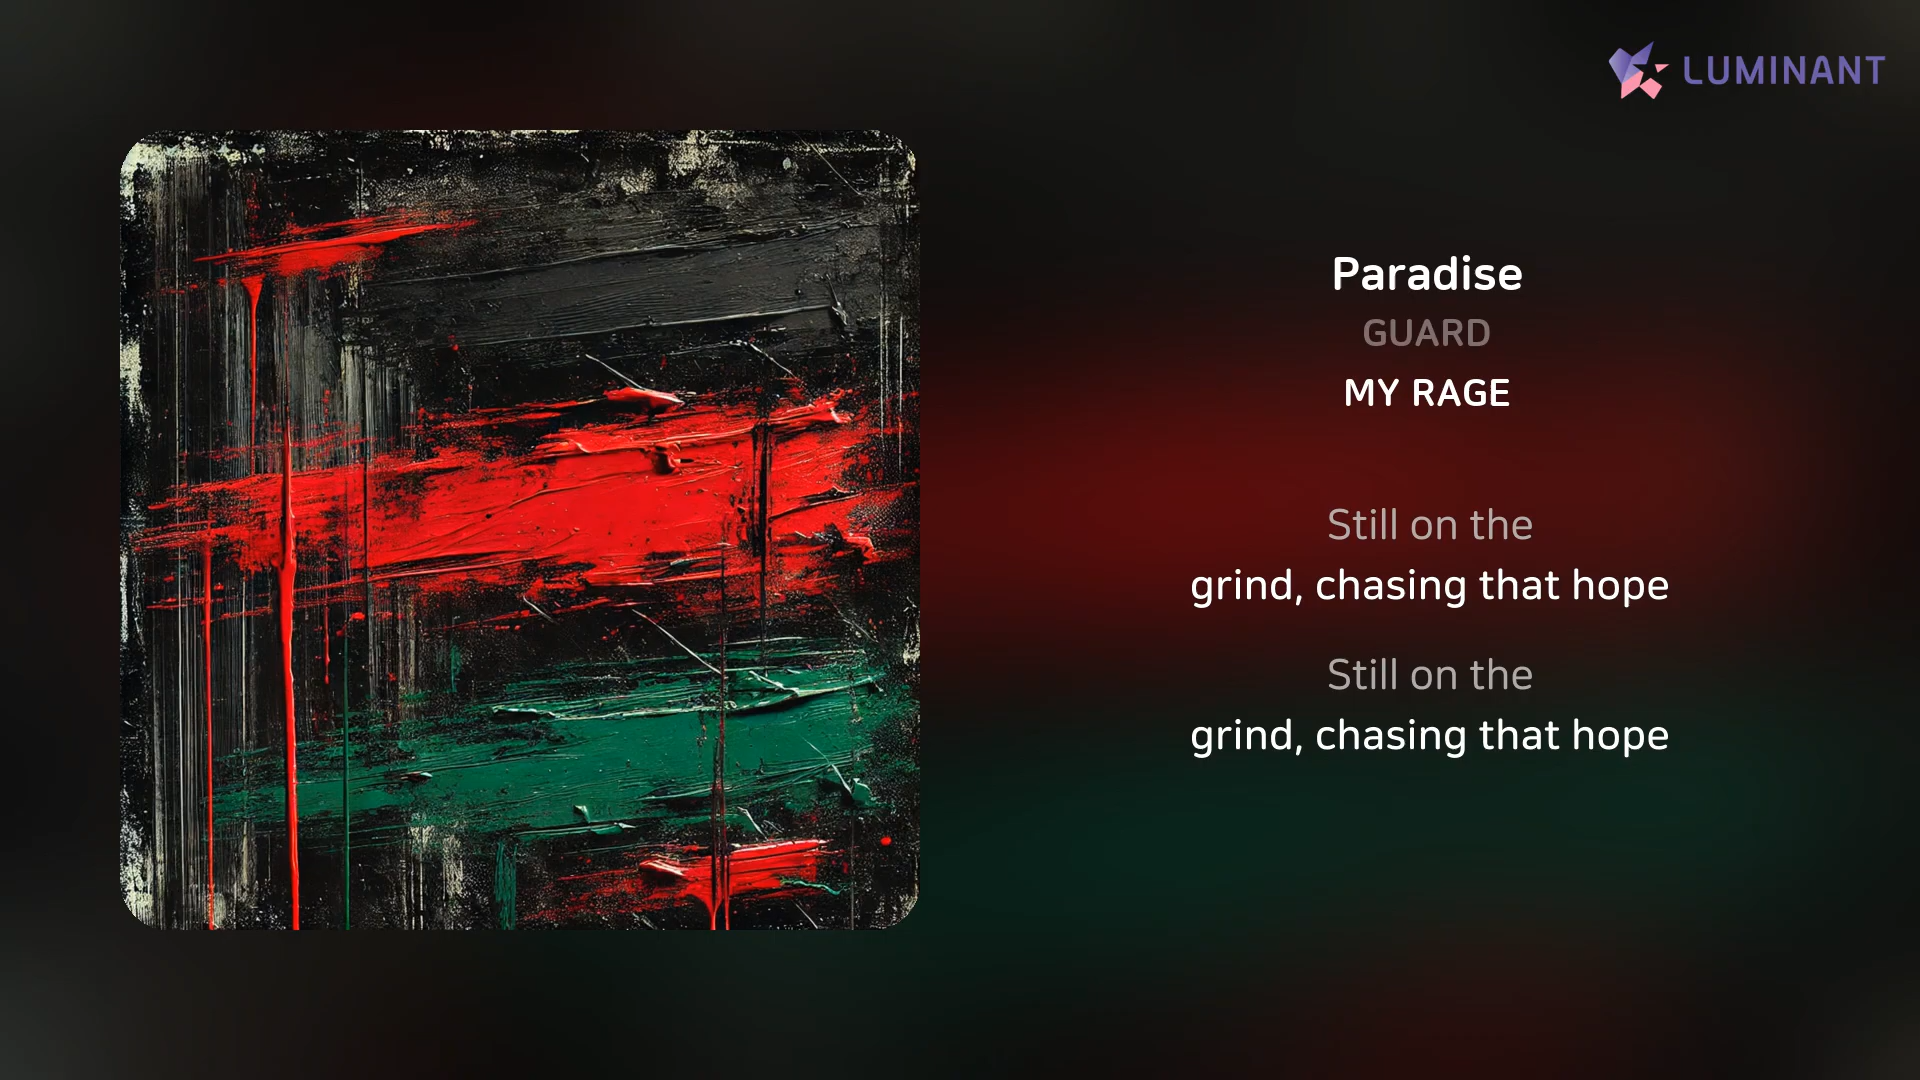 LUMINANT
Paradise
GUARD
MY RAGE
Still on the
grind, chasing that hope
Still on the
grind, chasing that hope